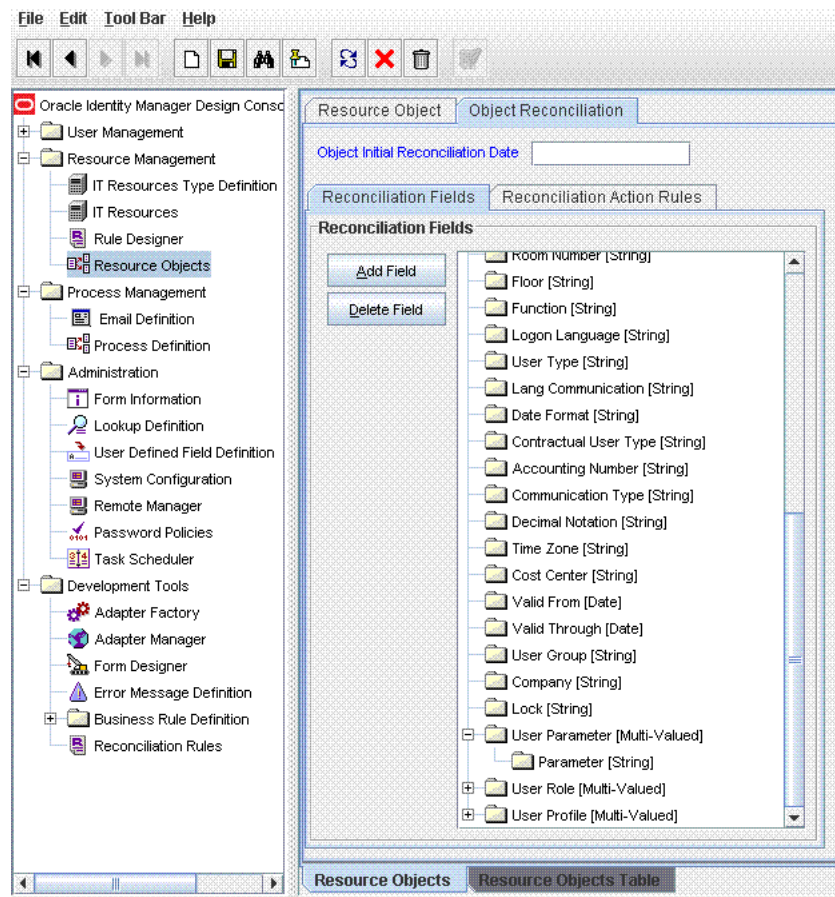 File Edit Tool Bar Help
Oracle Identity Manager Design Consc
User Management
Resource Management
IT Resources Type Definition
IT Resources
Rule Designer
Resource Objects
Process Management
Email Definition
Process Definition
Administration
Form Information
Lookup Definition
User Defined Field Definition
System Configuration
Remote Manager
Password Policies
Task Scheduler
Development Tools
Adapter Factory
Adapter Manager
Form Designer
Error Message Definition
Business Rule Definition
Reconciliation Rules
Resource Object Object Reconciliation
Object Initial Reconciliation Date
Reconciliation Fields Reconciliation Action Rules
Reconciliation Fields
Add Field
Delete Field
Room Number [String]
Floor [String]
Function [String]
Logon Language [String]
User Type [String]
Lang Communication [String]
Date Format [String]
Contractual User Type [String]
Accounting Number [String]
Communication Type [String]
Decimal Notation [String]
Time Zone [String]
Cost Center [String]
Valid From [Date]
Valid Through [Date]
User Group [String]
Company [String]
Lock [String]
User Parameter [Multi-Valued]
Parameter [String]
User Role [Multi-Valued]
User Profile [Multi-Valued]
Resource Objects Resource Objects Table